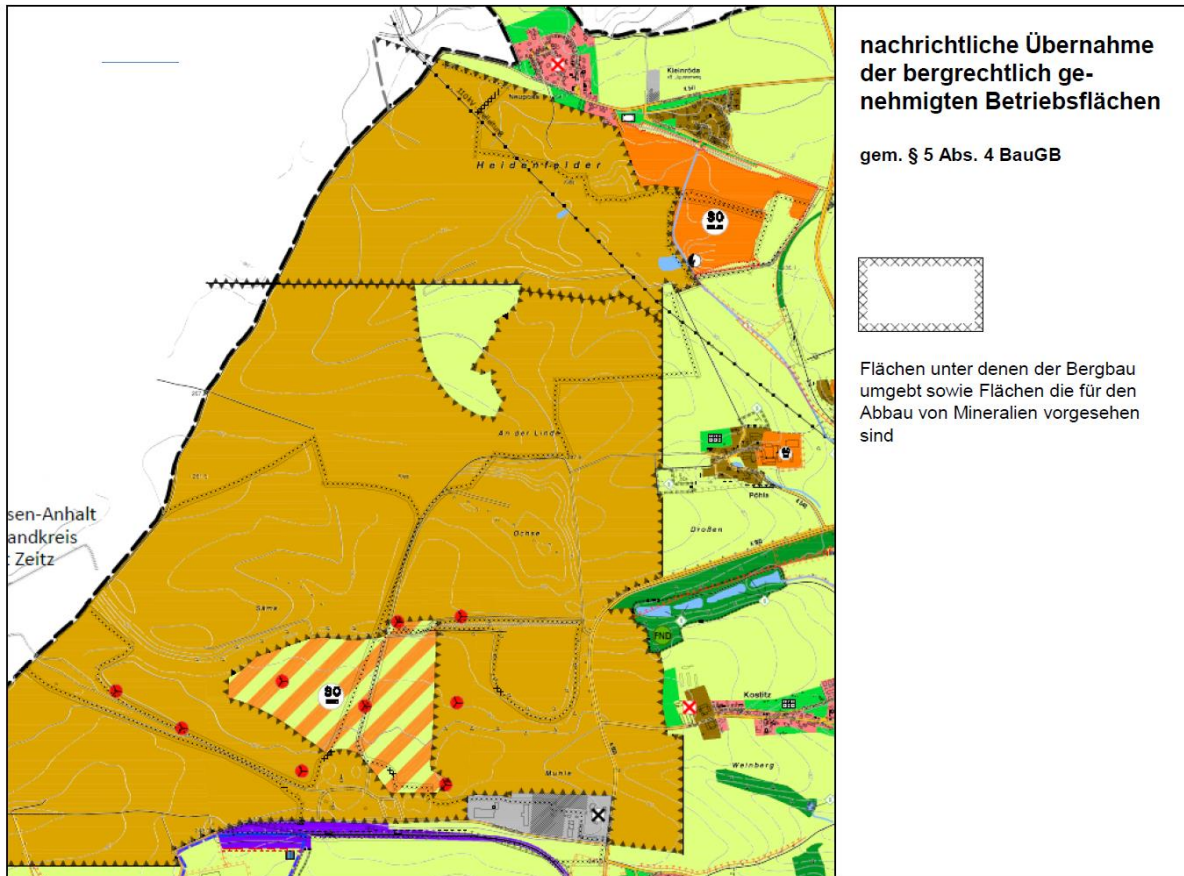 nachrichtliche Übernahme
der bergrechtlich ge-
nehmigten Betriebsflächen
gem. § 5 Abs. 4 BauGB
Flächen unter denen der Bergbau
umgebt sowie Flächen die für den
Abbau von Mineralien vorgesehen
sind
Kleinröda
Heidenfelder
SO
An der Linde
Pöhla
Droßen
sen-Anhalt
andkreis
t Zeitz
Ochse
Säme
FND
SO
Kostitz
Weinberg
Mühle